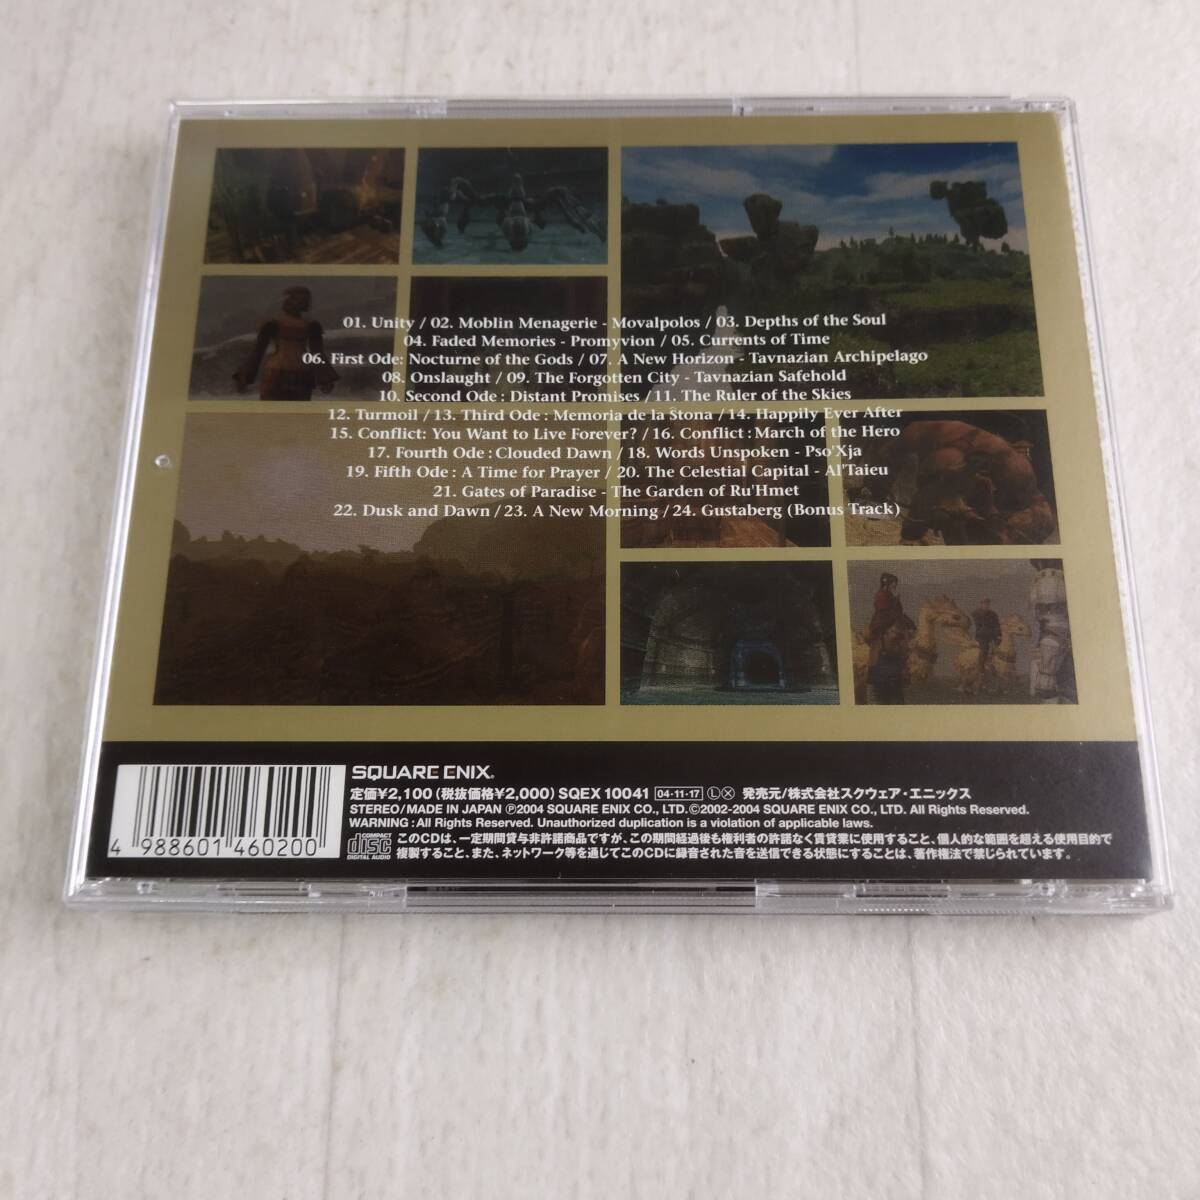 01. Unity / 02. Moblin Menagerie - Movalpolos / 03. Depths of the Soul
04. Faded Memories - Promyvion / 05. Currents of Time
06. First Ode: Nocturne of the Gods / 07. A New Horizon - Tavnazian Archipelago
08. Onslaught / 09. The Forgotten City - Tavnazian Safehold
10. Second Ode : Distant Promises / 11. The Ruler of the Skies
12. Turmoil / 13. Third Ode : Memoria de la Stona / 14. Happily Ever After
15. Conflict: You Want to Live Forever? / 16. Conflict : March of the Hero
17. Fourth Ode : Clouded Dawn / 18. Words Unspoken - Pso'Xja
19. Fifth Ode : A Time for Prayer / 20. The Celestial Capital - Al'Taieu
21. Gates of Paradise - The Garden of Ru'Hmet
22. Dusk and Dawn / 23. A New Morning / 24. Gustaberg (Bonus Track)
SQUARE ENIX®
定価¥2,100 (税抜価格¥2,000) SQEX 10041 04・11・17 Ⓛ Ⓧ 発売元/株式会社スクウェア・エニックス
STEREO/MADE IN JAPAN ℗2004 SQUARE ENIX CO., LTD. ©2002-2004 SQUARE ENIX CO., LTD. All Rights Reserved.
WARNING : All Rights Reserved. Unauthorized duplication is a violation of applicable laws.
COMPACT disc DIGITAL AUDIO
このCDは、一定期間貸与非許諾商品ですが、この期間経過後も権利者の許諾なく賃貸業に使用すること、個人的な範囲を超える使用目的で
複製すること、また、ネットワーク等を通じてこのCDに録音された音を送信できる状態にすることは、著作権法で禁じられています。
4 988601 460200